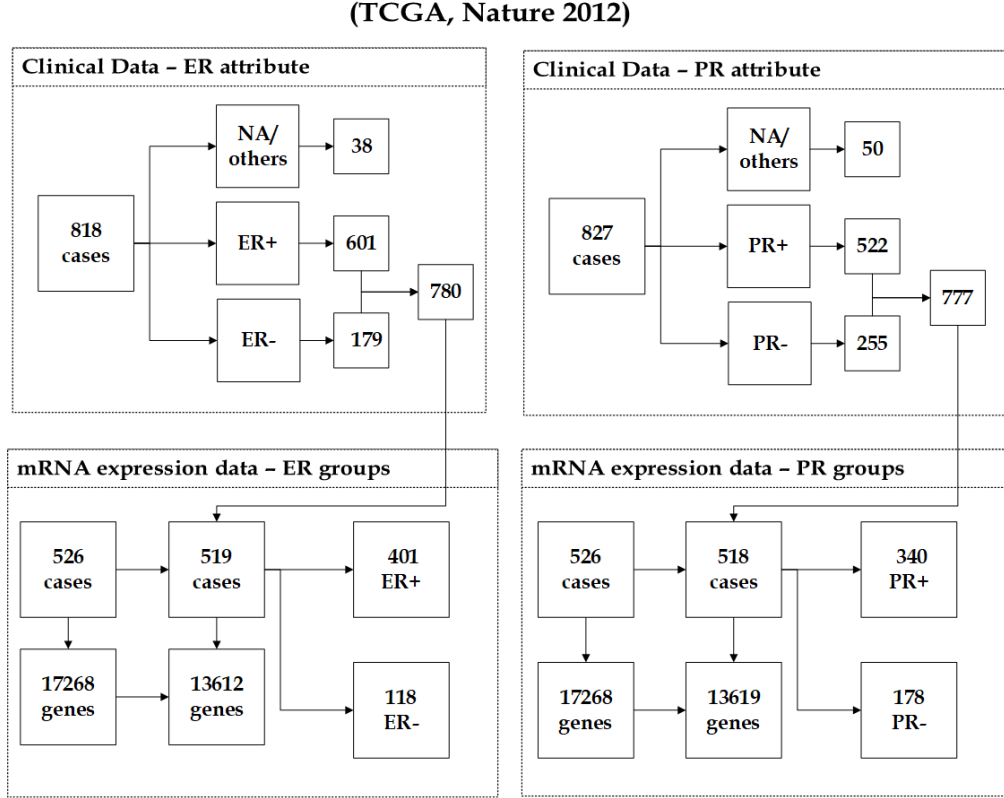 (TCGA, Nature 2012)
Clinical Data – ER attribute
NA/
others
38
818
cases
ER+
601
780
ER-
179
Clinical Data – PR attribute
NA/
others
50
827
cases
PR+
522
777
PR-
255
mRNA expression data – ER groups
526
cases
519
cases
401
ER+
17268
genes
13612
genes
118
ER-
mRNA expression data – PR groups
526
cases
518
cases
340
PR+
17268
genes
13619
genes
178
PR-